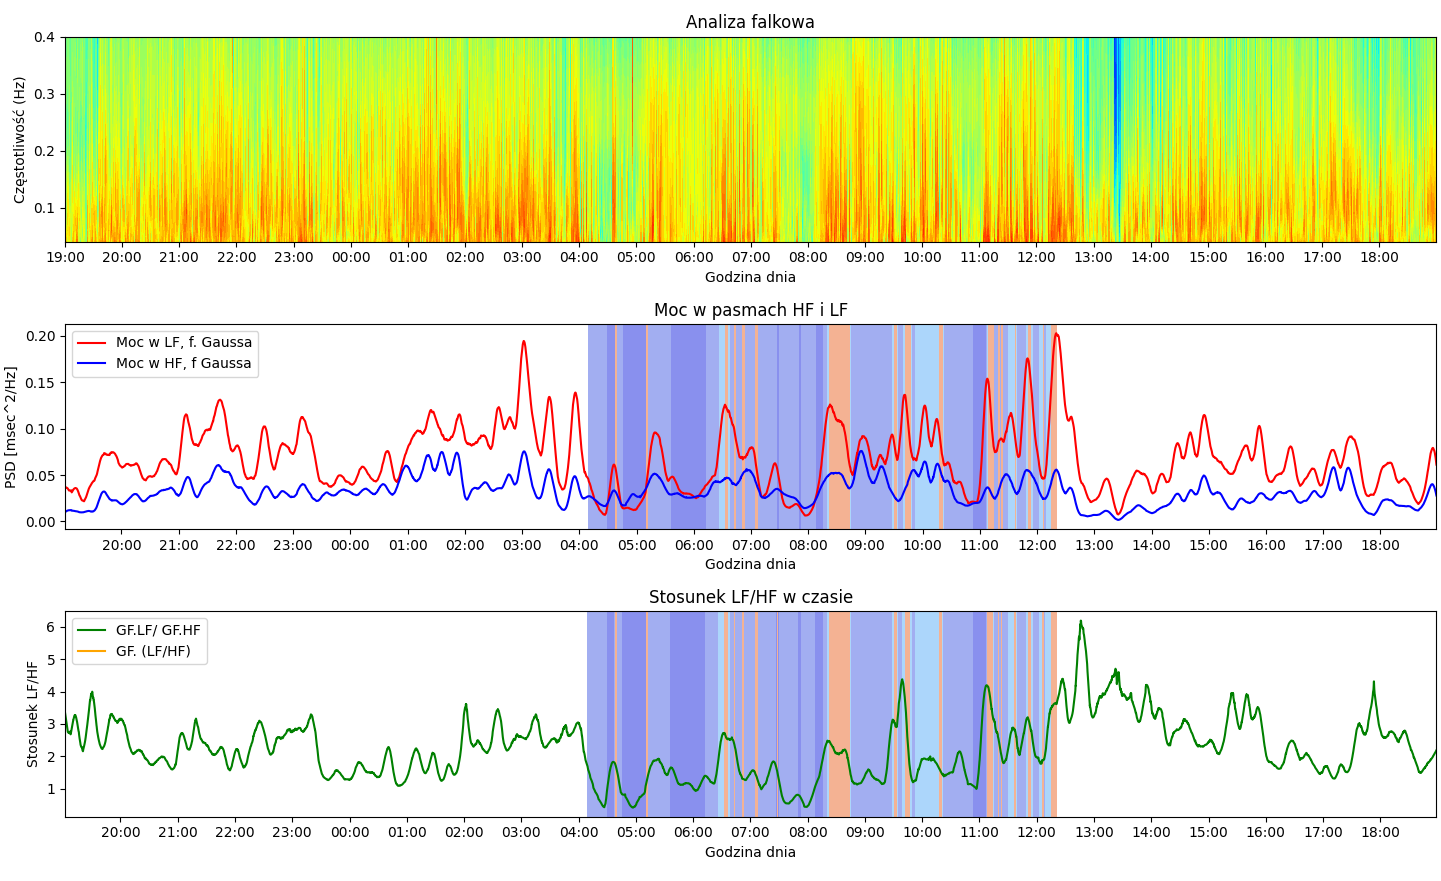 Analiza falkowa
Częstotliwość (Hz)
0.4
0.3
0.2
0.1
19:00 20:00 21:00 22:00 23:00 00:00 01:00 02:00 03:00 04:00 05:00 06:00 07:00 08:00 09:00 10:00 11:00 12:00 13:00 14:00 15:00 16:00 17:00 18:00
Godzina dnia
Moc w pasmach HF i LF
PSD [msec^2/Hz]
0.20
0.15
0.10
0.05
0.00
Moc w LF, f. Gaussa
Moc w HF, f Gaussa
20:00 21:00 22:00 23:00 00:00 01:00 02:00 03:00 04:00 05:00 06:00 07:00 08:00 09:00 10:00 11:00 12:00 13:00 14:00 15:00 16:00 17:00 18:00
Godzina dnia
Stosunek LF/HF w czasie
Stosunek LF/HF
6
5
4
3
2
1
GF.LF/ GF.HF
GF. (LF/HF)
20:00 21:00 22:00 23:00 00:00 01:00 02:00 03:00 04:00 05:00 06:00 07:00 08:00 09:00 10:00 11:00 12:00 13:00 14:00 15:00 16:00 17:00 18:00
Godzina dnia